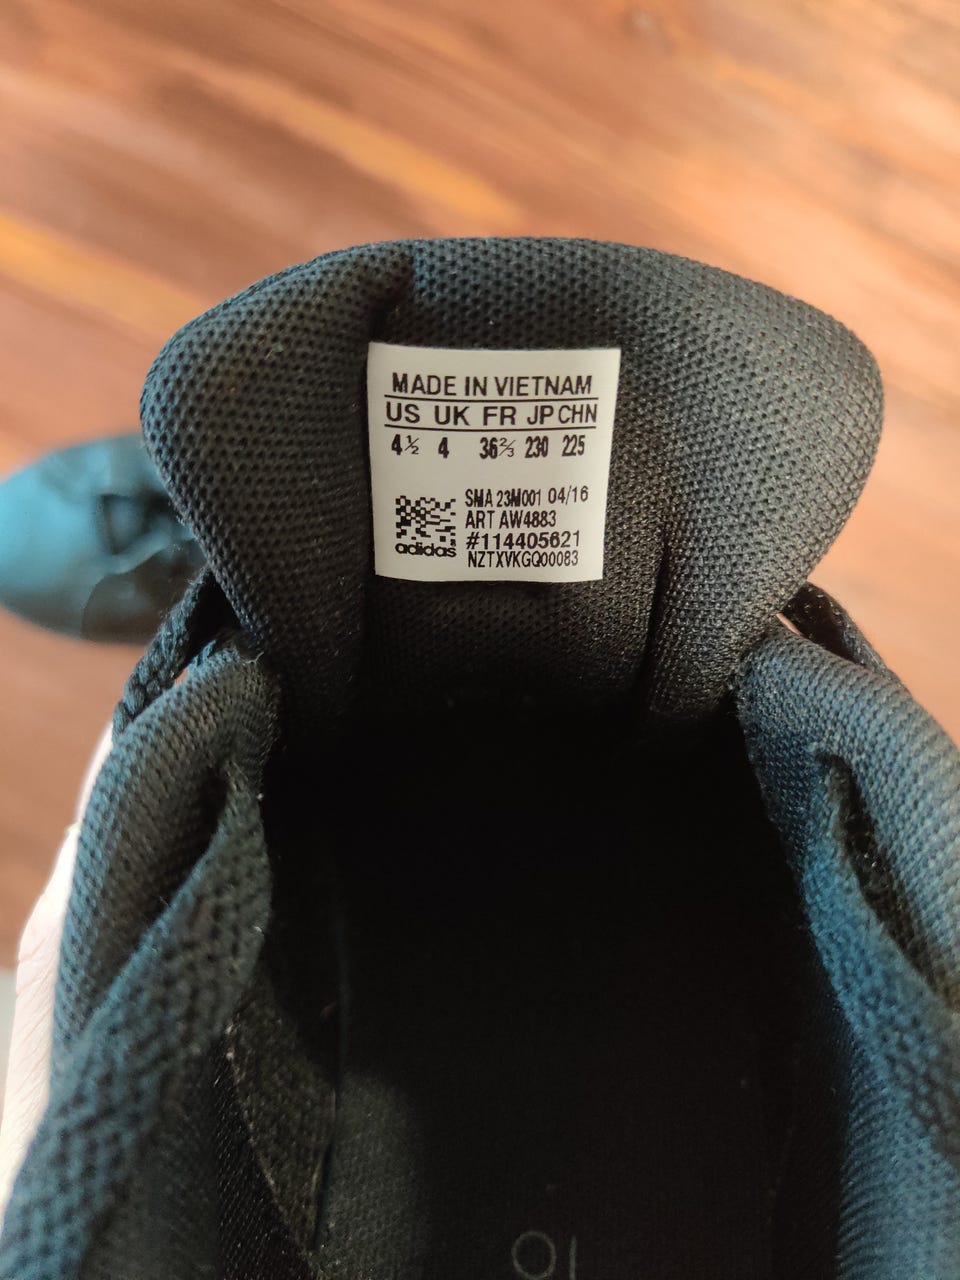 MADE IN VIETNAM
US UK FR JP CHN
4½ 4 36⅔ 230 225
SMA 23M001 04/16
ART AW4883
#114405621
adidas
NZTXVKGQ00083